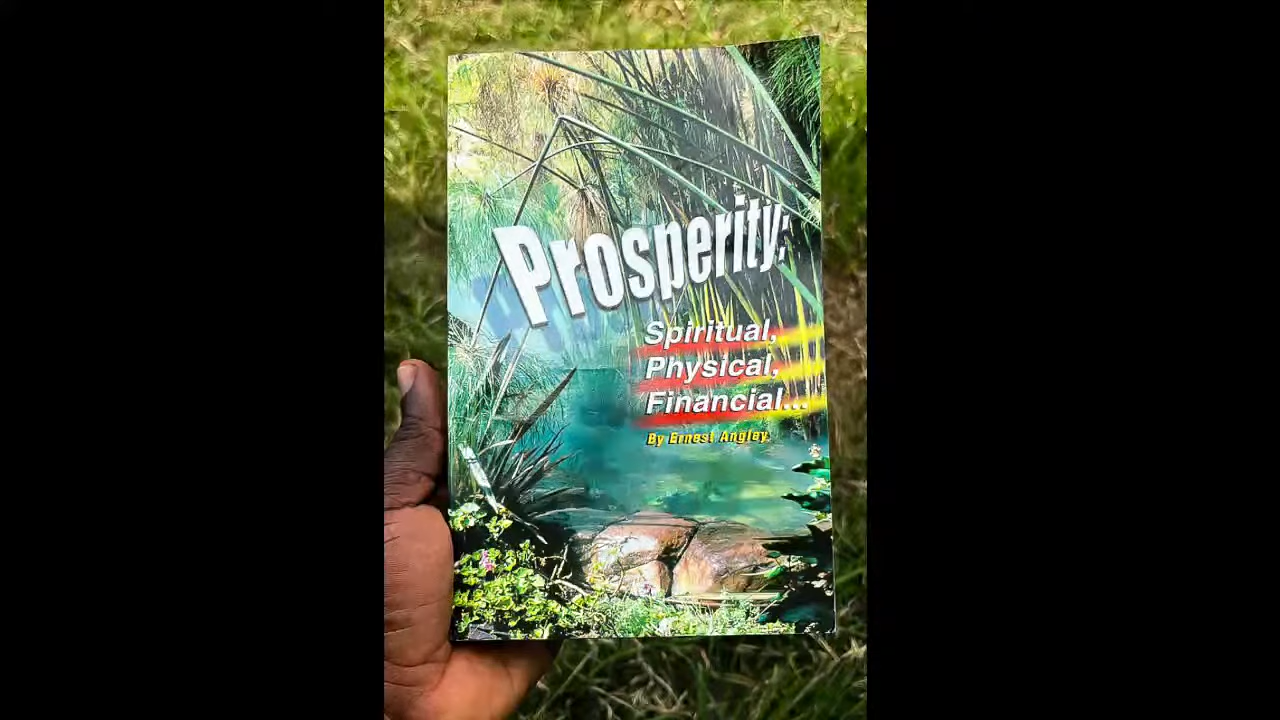 Prosperity:
Spiritual,
Physical,
Financial...
By Ernest Angley